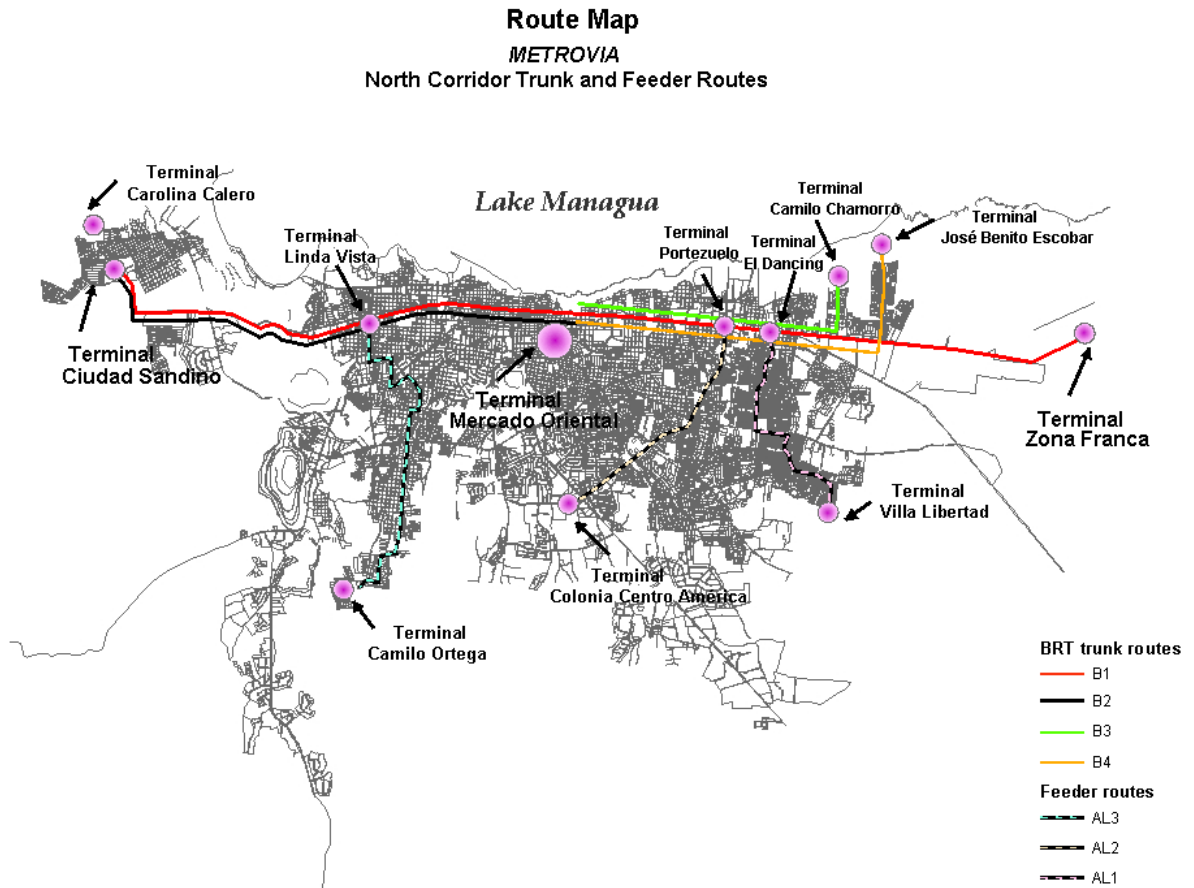 Route Map
METROVIA
North Corridor Trunk and Feeder Routes
Terminal
Carolina Calero
Lake Managua
Terminal
Camilo Chamorro
Terminal
José Benito Escobar
Terminal
Linda Vista
Terminal
Portezuelo
Terminal
El Dancing
Terminal
Ciudad Sandino
Terminal
Mercado Oriental
Terminal
Zona Franca
Terminal
Villa Libertad
Terminal
Colonia Centro América
Terminal
Camilo Ortega
BRT trunk routes
B1
B2
B3
B4
Feeder routes
AL3
AL2
AL1